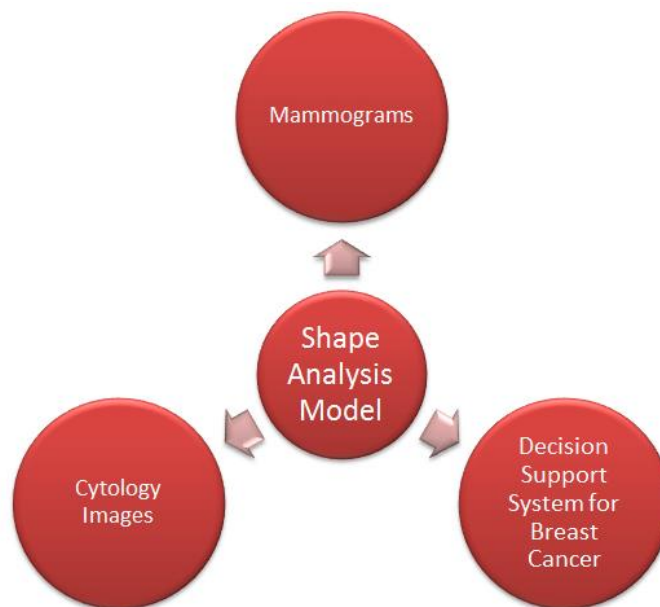 Mammograms
Shape
Analysis
Model
Cytology
Images
Decision
Support
System for
Breast
Cancer